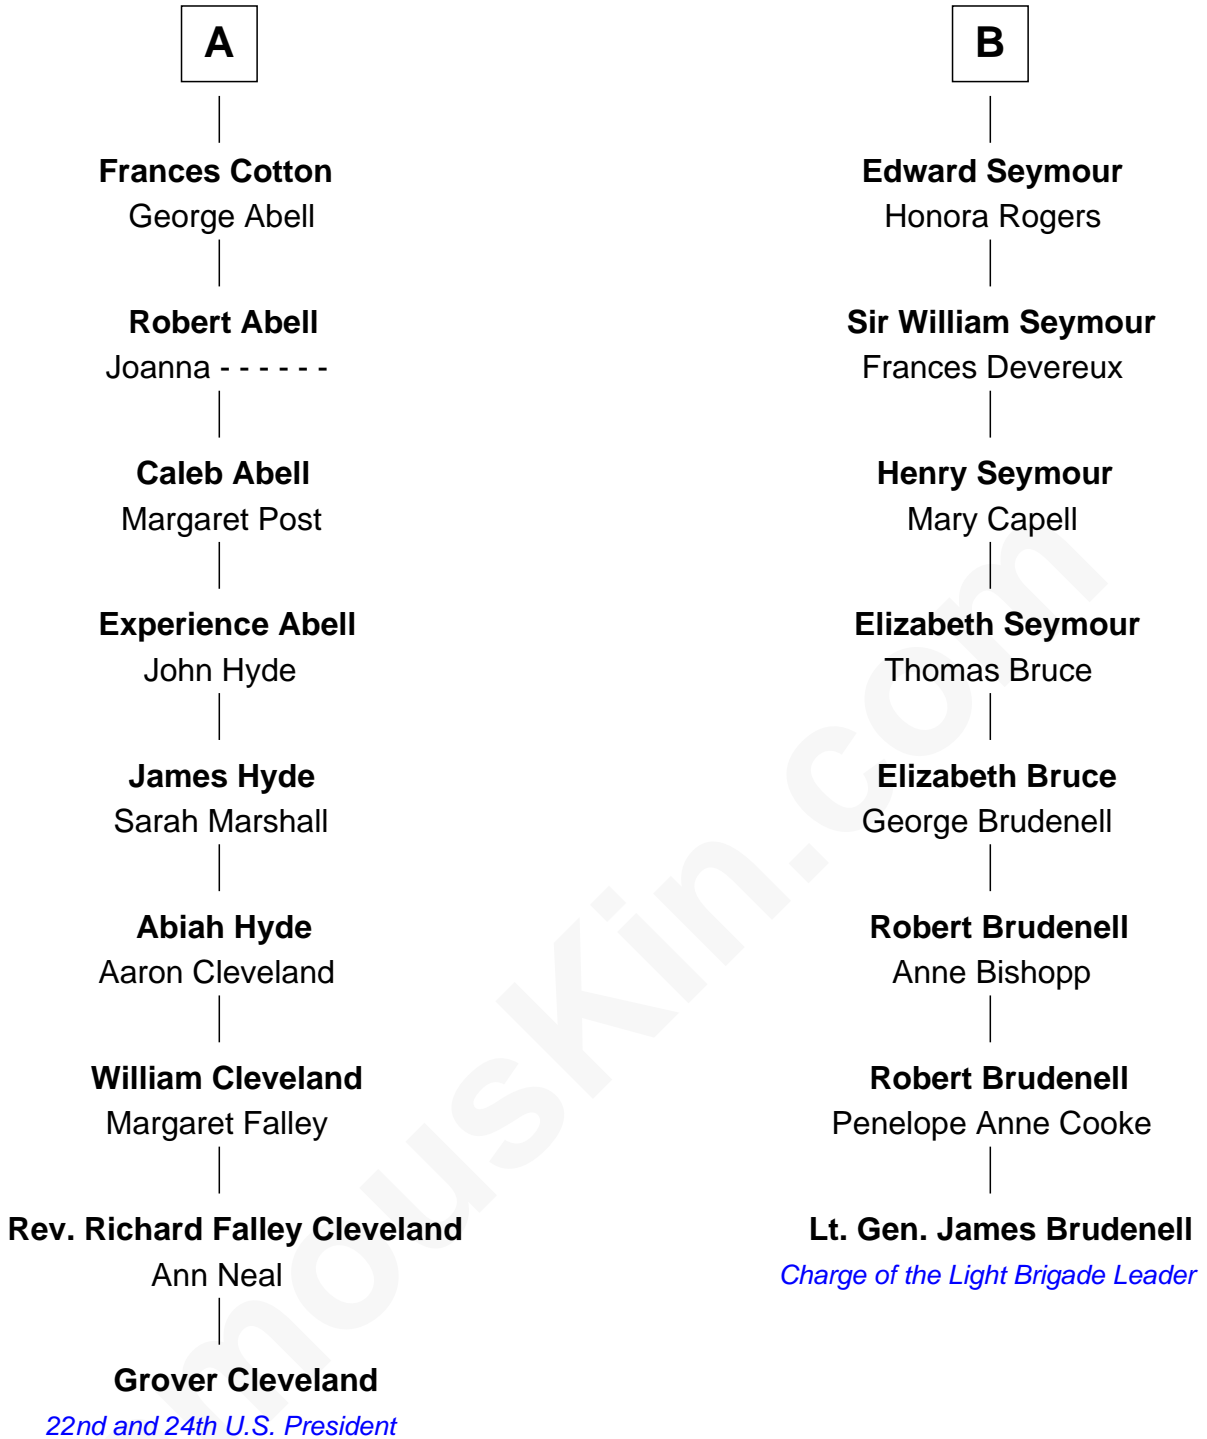 A
Frances Cotton
George Abell
Robert Abell
Joanna - - - - - -
Caleb Abell
Margaret Post
Experience Abell
John Hyde
James Hyde
Sarah Marshall
Abiah Hyde
Aaron Cleveland
William Cleveland
Margaret Falley
Rev. Richard Falley Cleveland
Ann Neal
Grover Cleveland
22nd and 24th U.S. President
B
Edward Seymour
Honora Rogers
Sir William Seymour
Frances Devereux
Henry Seymour
Mary Capell
Elizabeth Seymour
Thomas Bruce
Elizabeth Bruce
George Brudenell
Robert Brudenell
Anne Bishopp
Robert Brudenell
Penelope Anne Cooke
Lt. Gen. James Brudenell
Charge of the Light Brigade Leader
mousKin.com